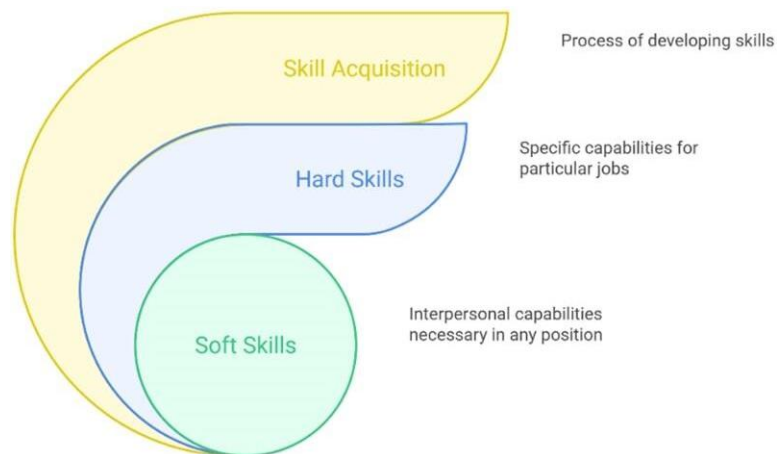 Skill Acquisition
Process of developing skills
Hard Skills
Specific capabilities for
particular jobs
Soft Skills
Interpersonal capabilities
necessary in any position